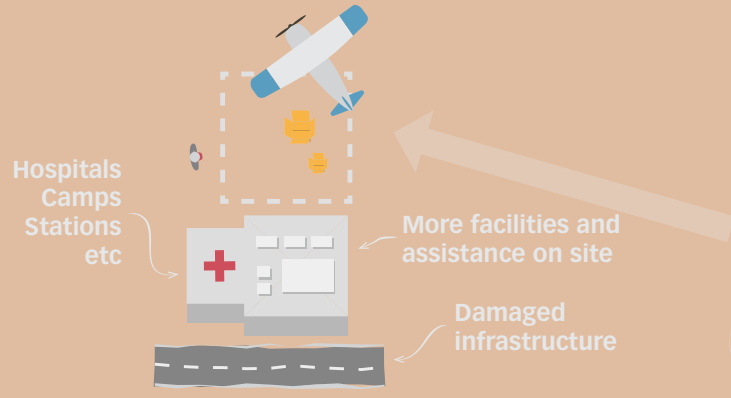 Hospitals
Camps
Stations
etc
More facilities and
assistance on site
Damaged
infrastructure